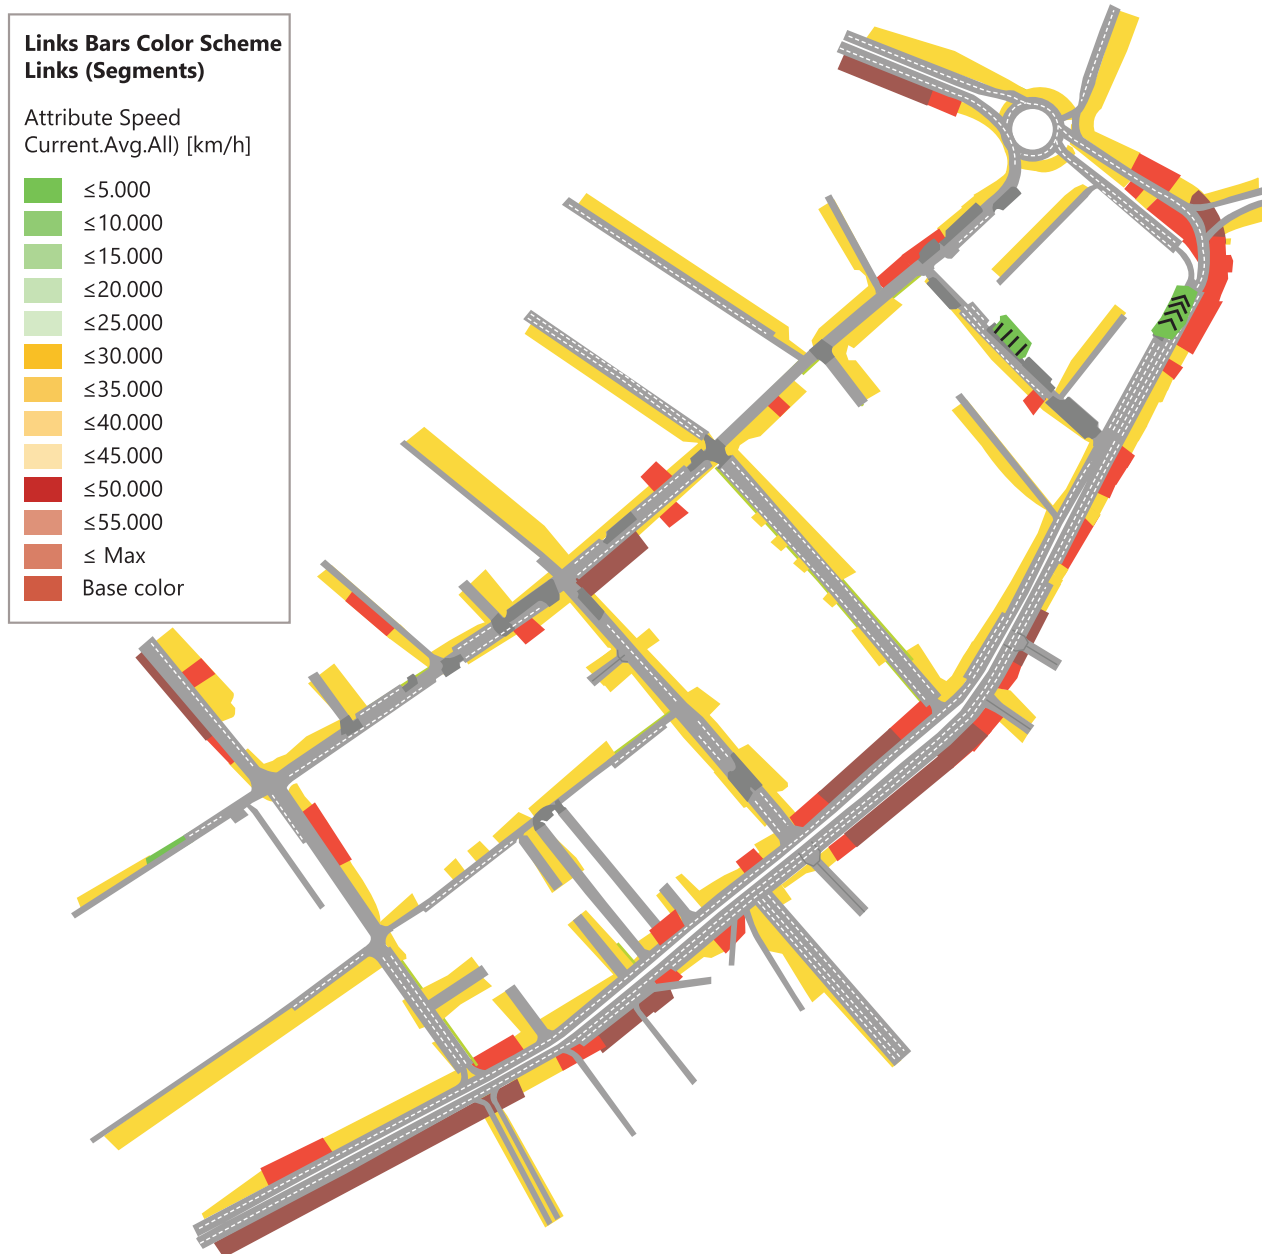 Links Bars Color Scheme
Links (Segments)
Attribute Speed
Current.Avg.All) [km/h]
≤5.000
≤10.000
≤15.000
≤20.000
≤25.000
≤30.000
≤35.000
≤40.000
≤45.000
≤50.000
≤55.000
≤ Max
Base color